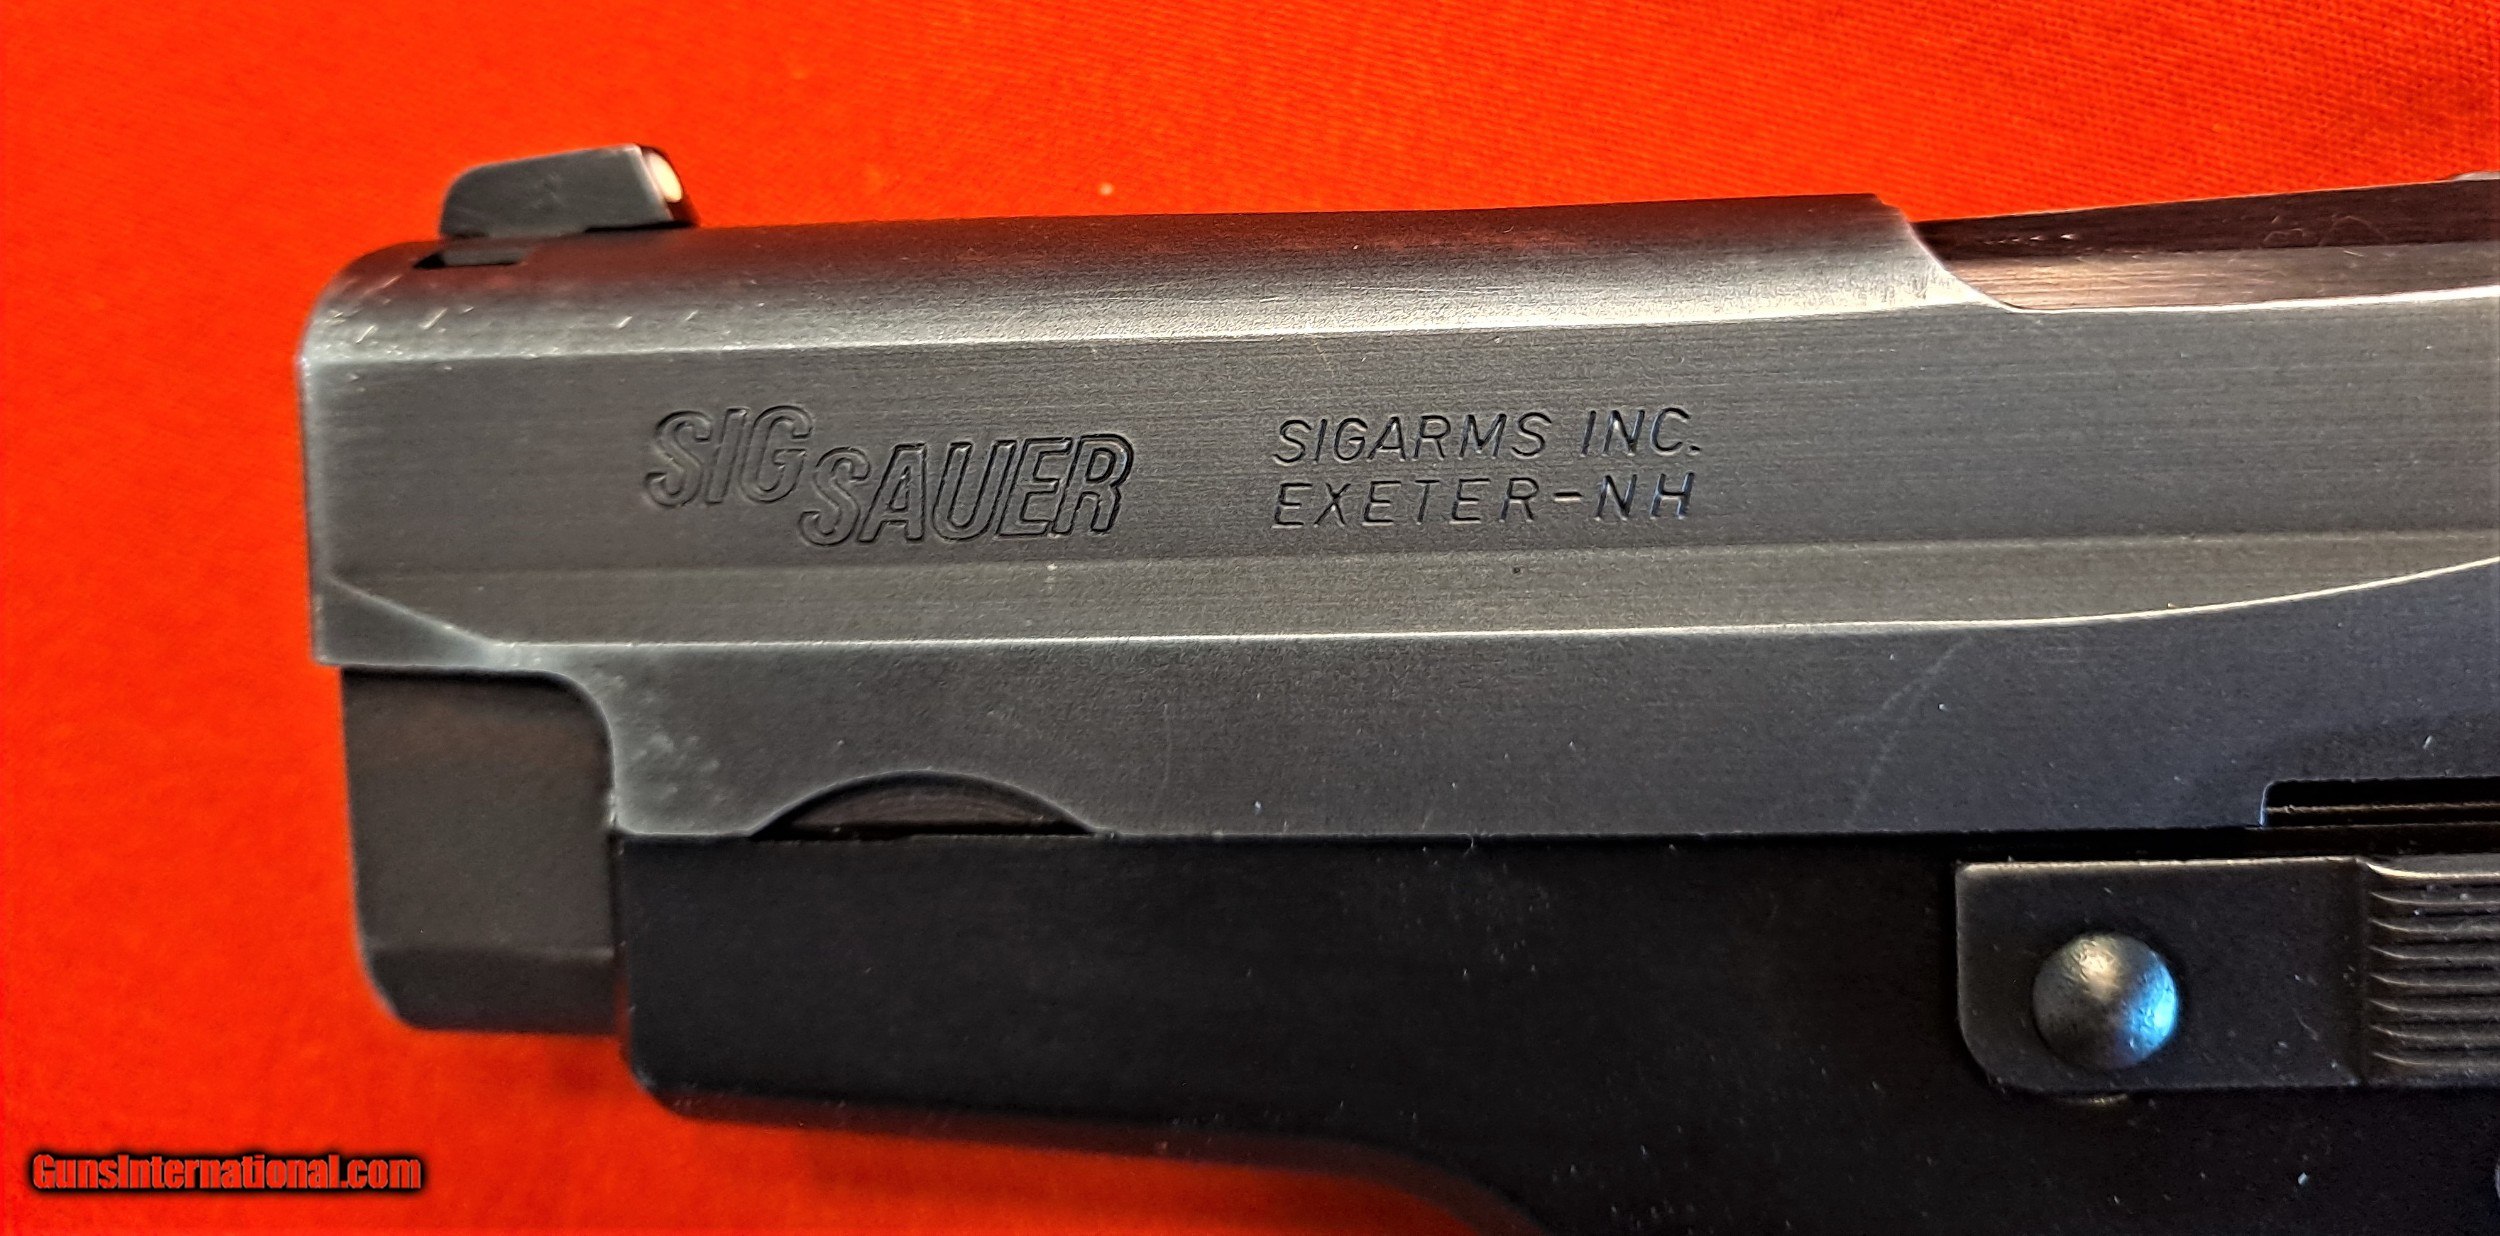 SIG SAUER
SIGARMS INC.
EXETER-NH
GunsInternational.com